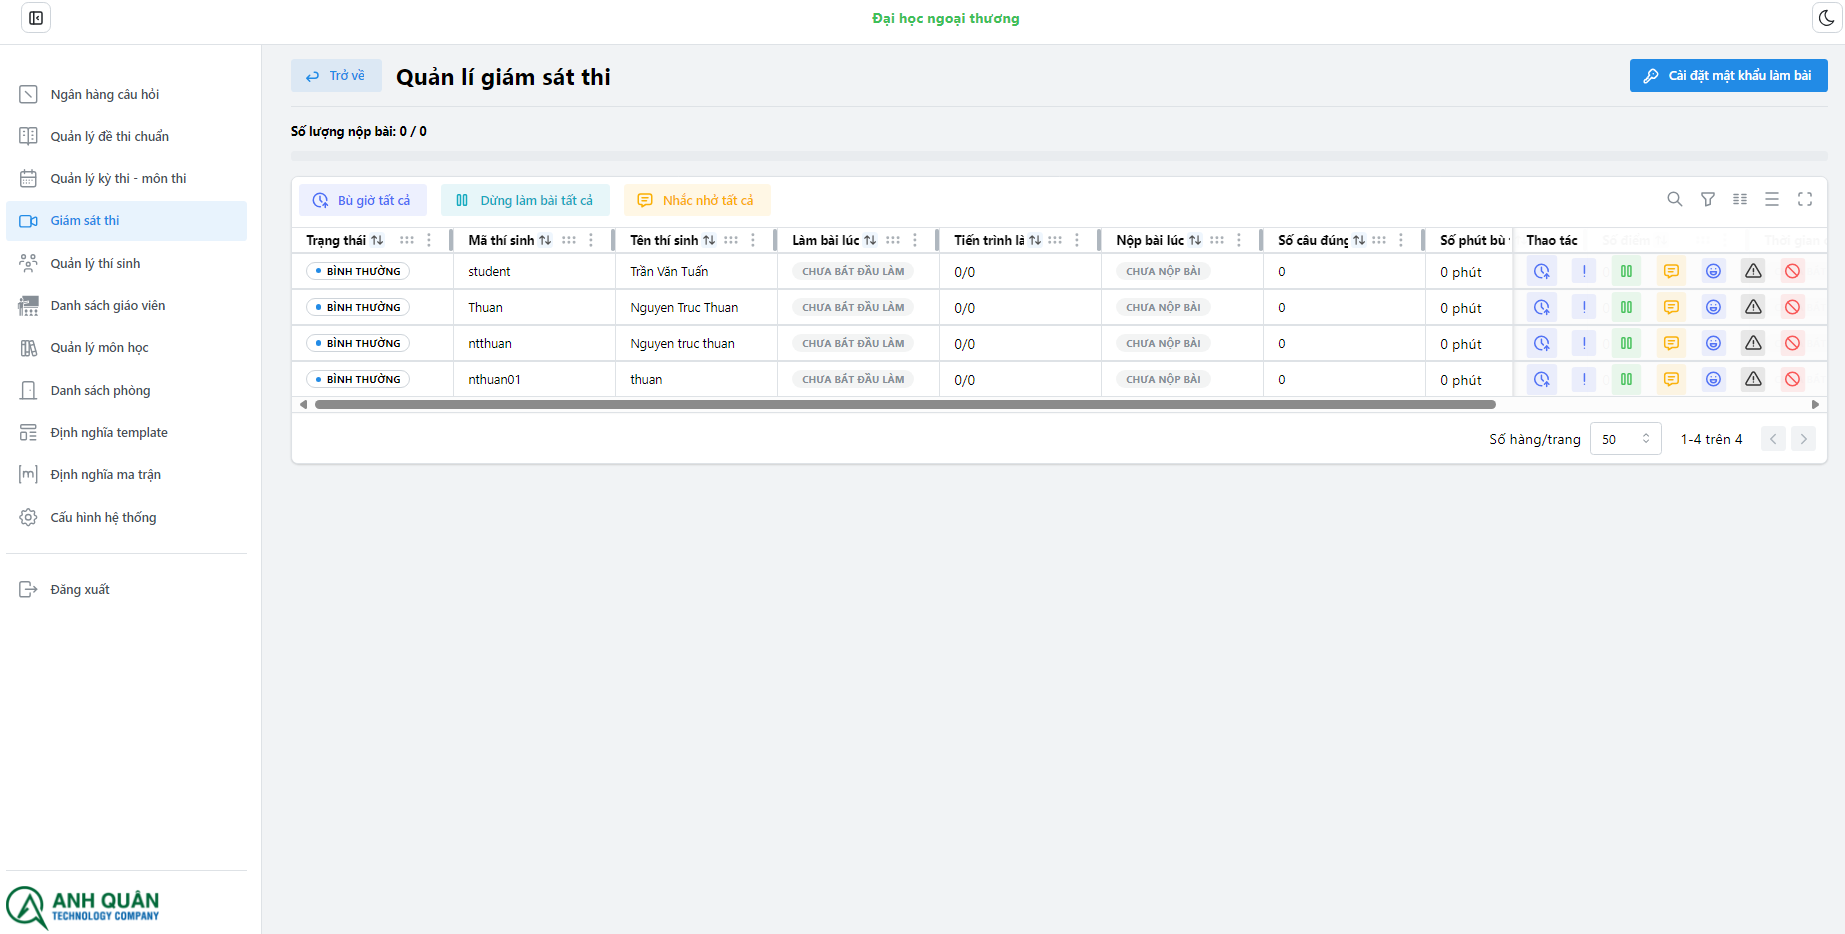 Đại học ngoại thương
Ngân hàng câu hỏi
Quản lý đề thi chuẩn
Quản lý kỳ thi - môn thi
Giám sát thi
Quản lý thí sinh
Danh sách giáo viên
Quản lý môn học
Danh sách phòng
Định nghĩa template
Định nghĩa ma trận
Cấu hình hệ thống
Đăng xuất
ANH QUÂN
TECHNOLOGY COMPANY
Trở về
Quản lí giám sát thi
Cài đặt mật khẩu làm bài
Số lượng nộp bài: 0 / 0
Bù giờ tất cả
Dừng làm bài tất cả
Nhắc nhở tất cả
Trạng thái Mã thí sinh Tên thí sinh Làm bài lúc Tiến trình là Nộp bài lúc Số câu đúng Số phút bù Thao tác
BÌNH THƯỜNG student Trần Văn Tuấn CHƯA BẮT ĐẦU LÀM 0/0 CHƯA NỘP BÀI 0 0 phút
BÌNH THƯỜNG Thuan Nguyen Truc Thuan CHƯA BẮT ĐẦU LÀM 0/0 CHƯA NỘP BÀI 0 0 phút
BÌNH THƯỜNG ntthuan Nguyen truc thuan CHƯA BẮT ĐẦU LÀM 0/0 CHƯA NỘP BÀI 0 0 phút
BÌNH THƯỜNG nthuan01 thuan CHƯA BẮT ĐẦU LÀM 0/0 CHƯA NỘP BÀI 0 0 phút
Số hàng/trang 50 1-4 trên 4